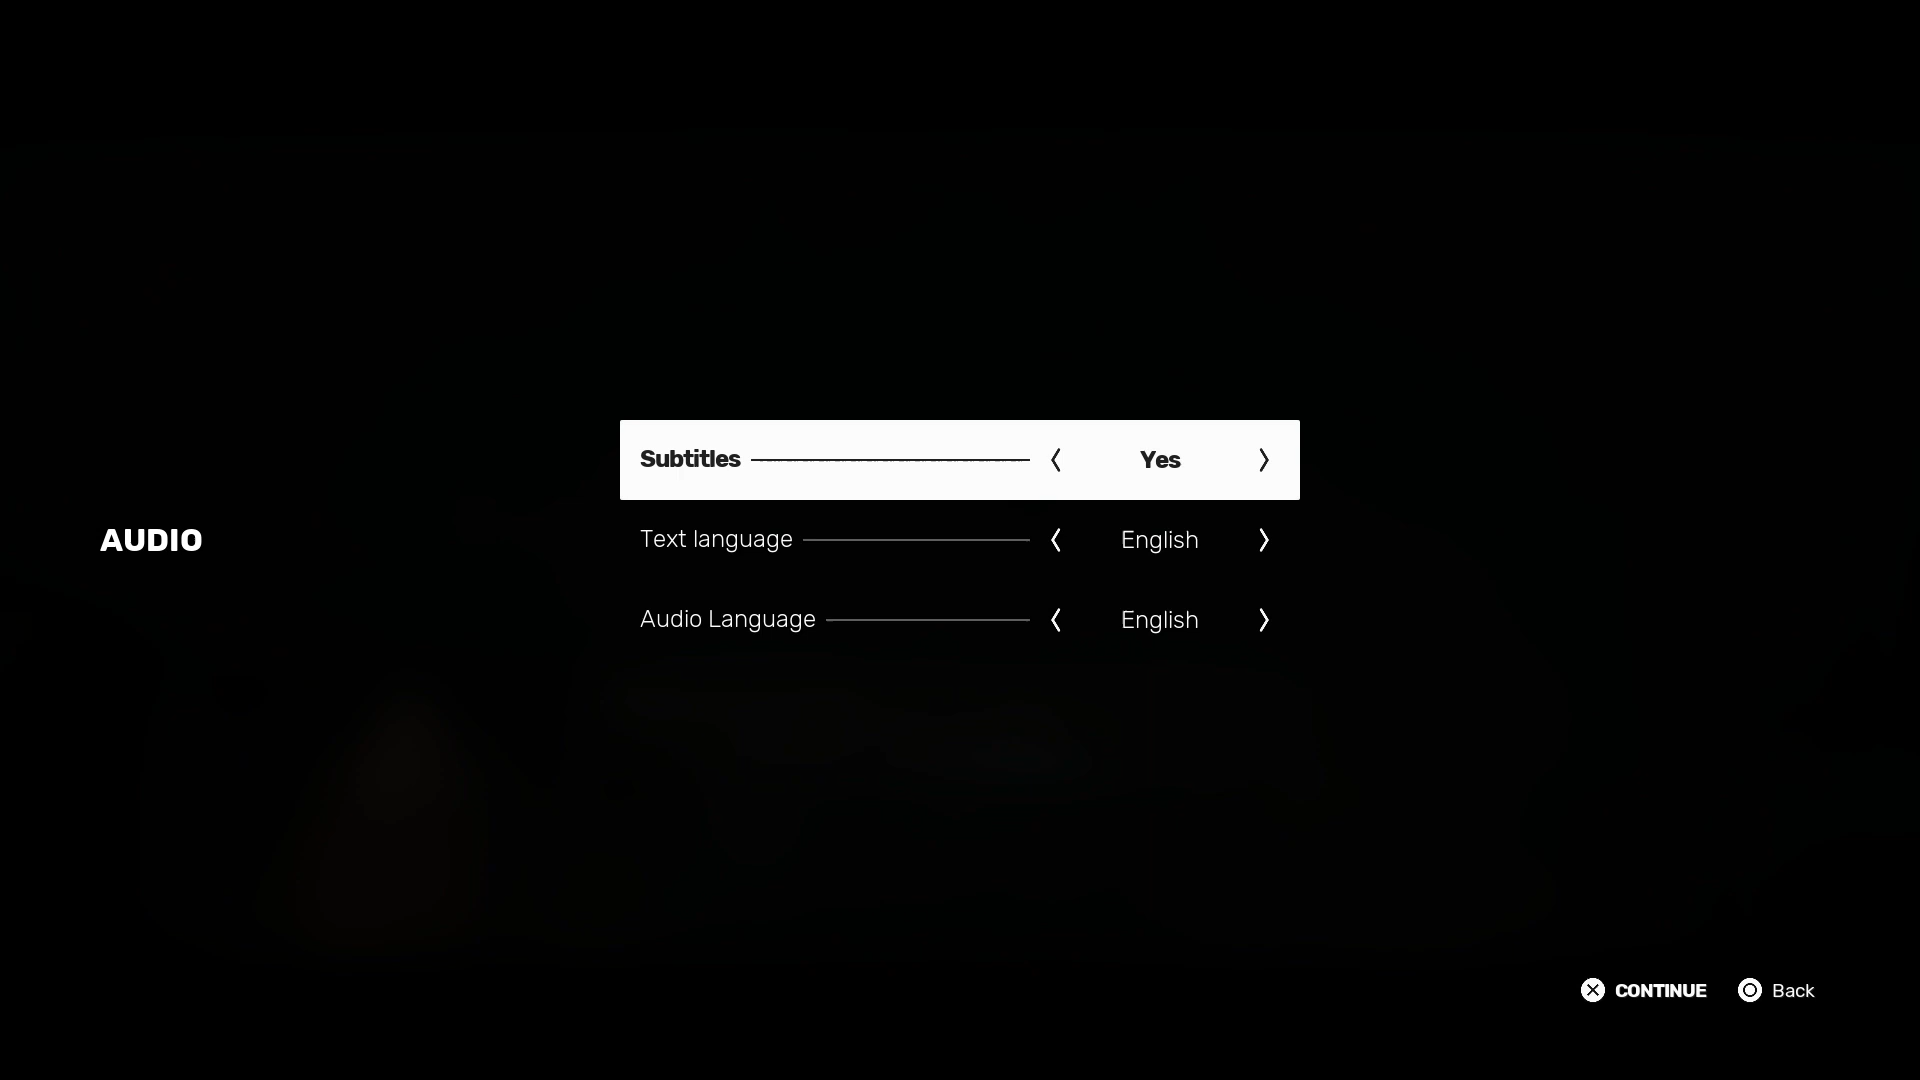 Subtitles Yes
AUDIO
Text language English
Audio Language English
CONTINUE Back